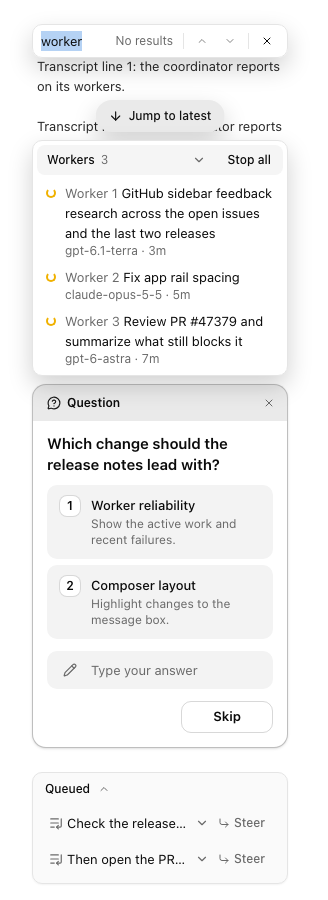 worker No results
Transcript line 1: the coordinator reports
on its workers.
Jump to latest
Transcript reports
Workers 3 Stop all
Worker 1 GitHub sidebar feedback
research across the open issues
and the last two releases
gpt-6.1-terra · 3m
Worker 2 Fix app rail spacing
claude-opus-5-5 · 5m
Worker 3 Review PR #47379 and
summarize what still blocks it
gpt-6-astra · 7m
Question
Which change should the
release notes lead with?
1 Worker reliability
Show the active work and
recent failures.
2 Composer layout
Highlight changes to the
message box.
Type your answer
Skip
Queued
Check the release... Steer
Then open the PR... Steer